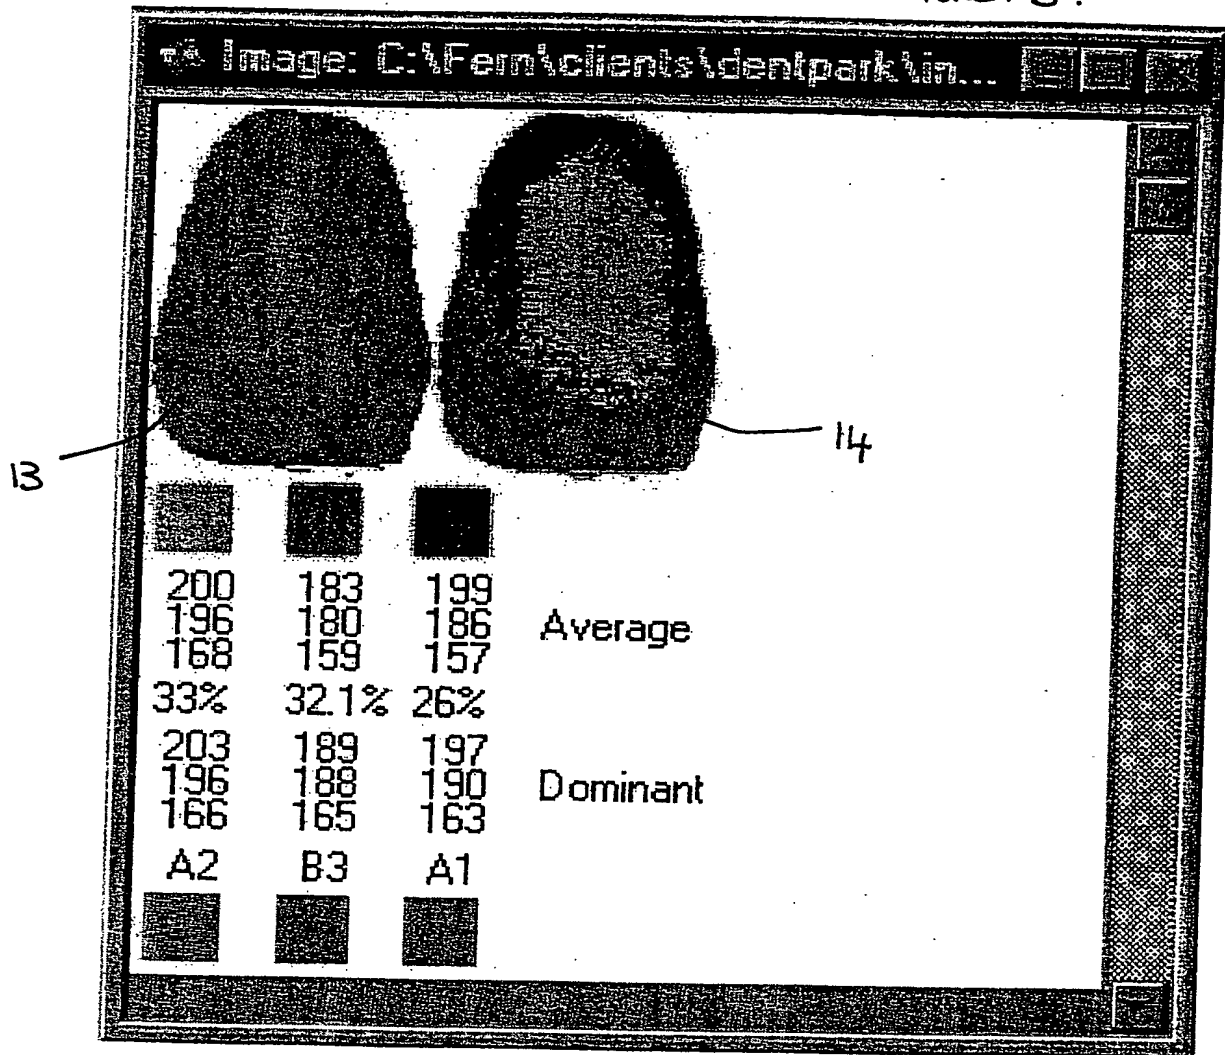 Image: C:\Fern\clients\dentpark\in...
13
14
200 183 199
196 180 186 Average
168 159 157
33% 32.1% 26%
203 189 197
196 188 190 Dominant
166 165 163
A2 B3 A1